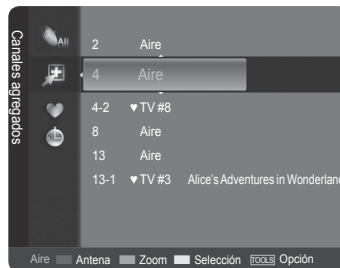 Canales agregados
All
2 Aire
4 Aire
4-2 ♥ TV #8
8 Aire
13 Aire
13-1 ♥ TV #3 Alice's Adventures in Wonderland
Aire Antena Zoom Selección TOOLS Opción